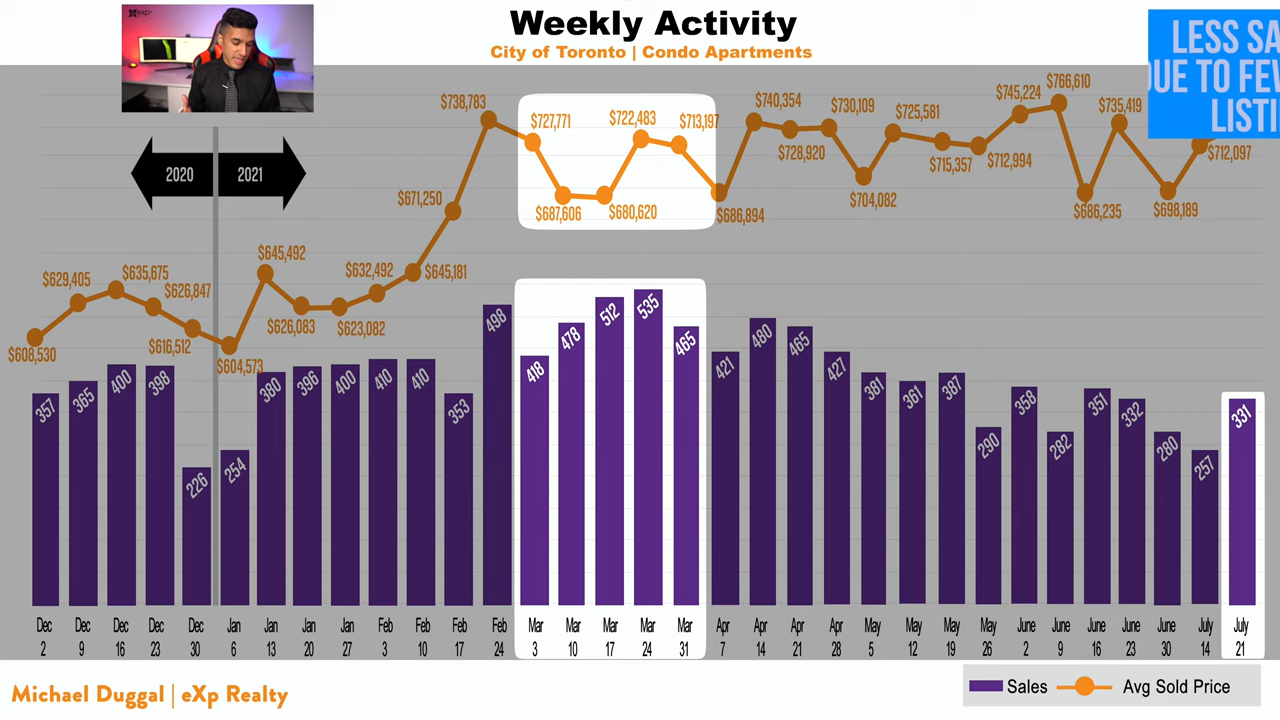 Weekly Activity
City of Toronto | Condo Apartments
LESS SA
DUE TO FEW
LISTI
2020
2021
$608,530
$629,405
$635,675
$616,512
$626,847
$604,573
$645,492
$626,083
$623,082
$632,492
$645,181
$671,250
$738,783
$727,771
$687,606
$680,620
$722,483
$713,197
$686,894
$740,354
$728,920
$730,109
$704,082
$725,581
$715,357
$712,994
$745,224
$766,610
$686,235
$735,419
$698,189
$712,097
357
365
400
398
226
254
380
396
400
410
410
353
498
418
478
512
535
465
421
480
465
427
381
361
387
290
358
282
351
332
280
257
331
Dec 2
Dec 9
Dec 16
Dec 23
Dec 30
Jan 6
Jan 13
Jan 20
Jan 27
Feb 3
Feb 10
Feb 17
Feb 24
Mar 3
Mar 10
Mar 17
Mar 24
Mar 31
Apr 7
Apr 14
Apr 21
Apr 28
May 5
May 12
May 19
May 26
June 2
June 9
June 16
June 23
June 30
July 14
July 21
Michael Duggal | eXp Realty
Sales
Avg Sold Price